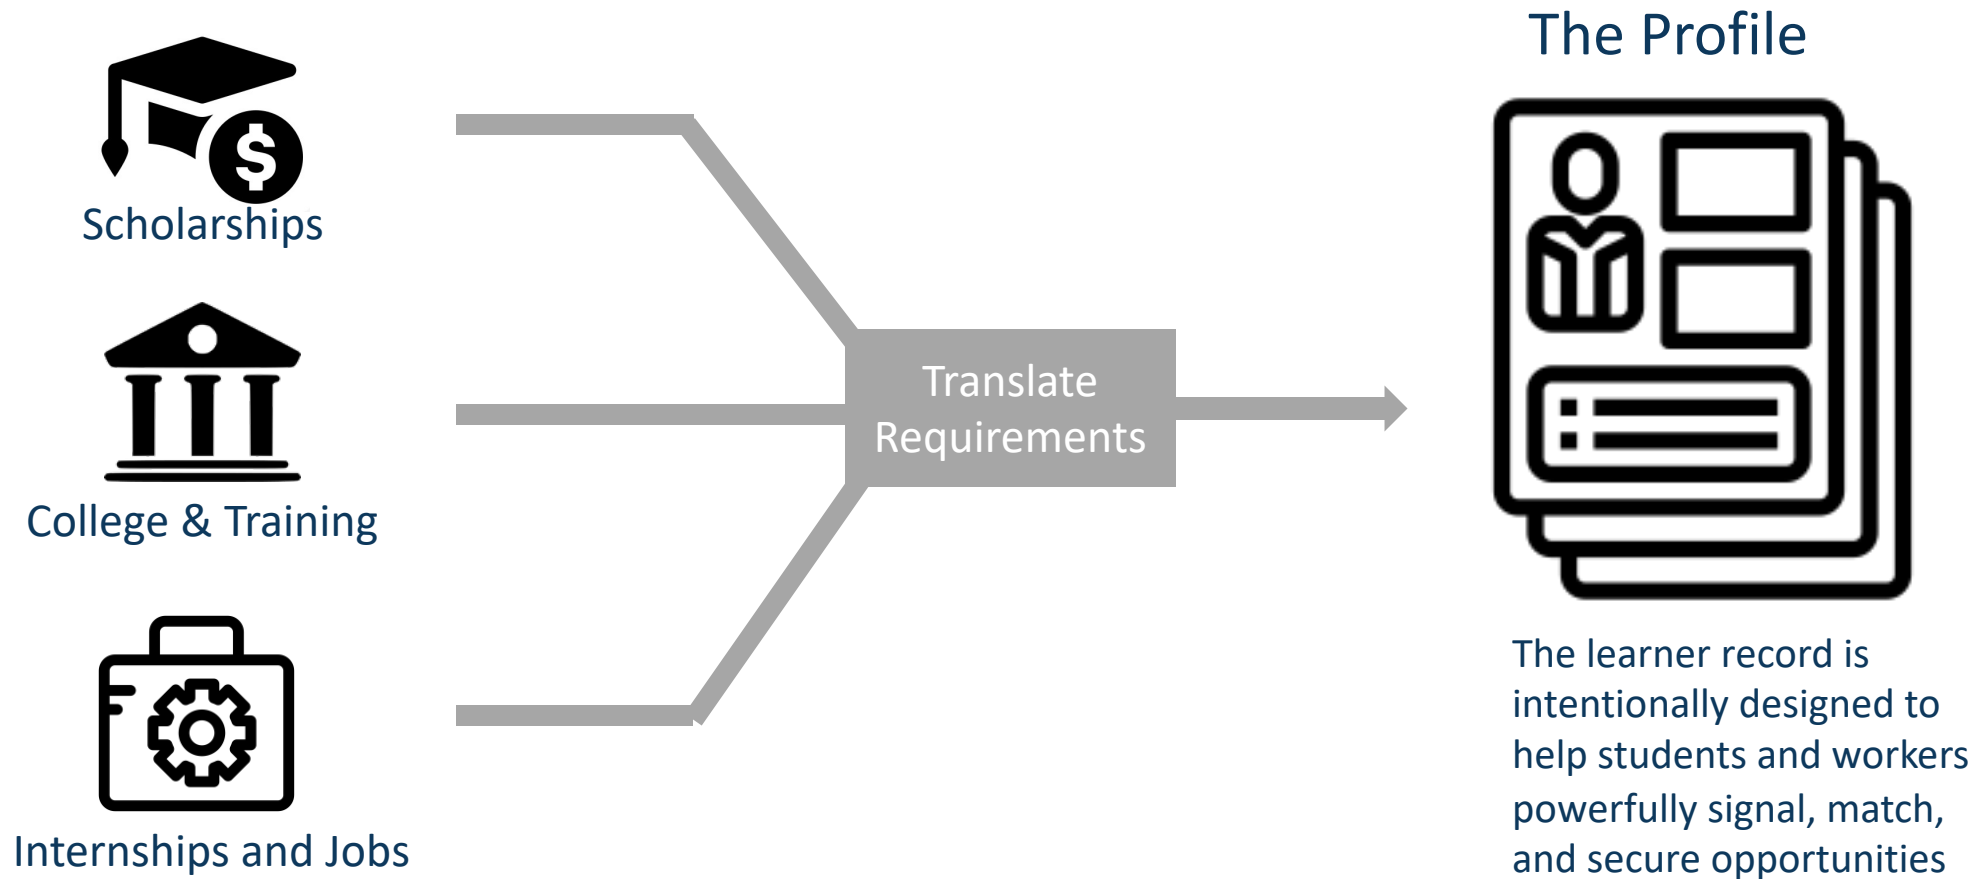 The Profile
$
Scholarships
College & Training
Internships and Jobs
Translate
Requirements
The learner record is
intentionally designed to
help students and workers
powerfully signal, match,
and secure opportunities